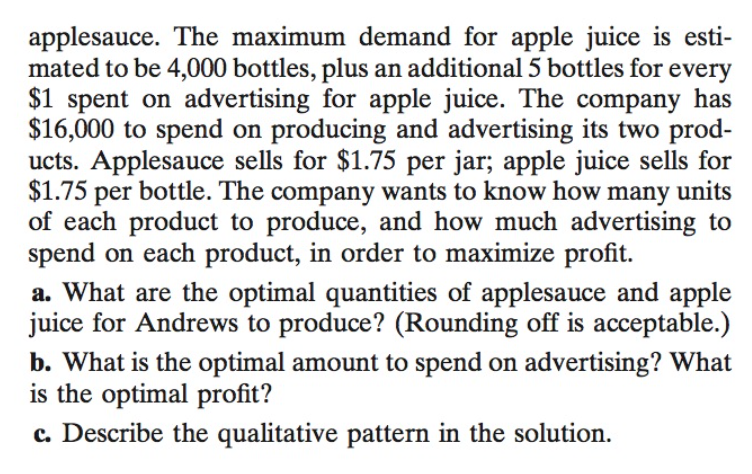 applesauce. The maximum demand for apple juice is esti-
mated to be 4,000 bottles, plus an additional 5 bottles for every
$1 spent on advertising for apple juice. The company has
$16,000 to spend on producing and advertising its two prod-
ucts. Applesauce sells for $1.75 per jar; apple juice sells for
$1.75 per bottle. The company wants to know how many units
of each product to produce, and how much advertising to
spend on each product, in order to maximize profit.
a. What are the optimal quantities of applesauce and apple
juice for Andrews to produce? (Rounding off is acceptable.)
b. What is the optimal amount to spend on advertising? What
is the optimal profit?
c. Describe the qualitative pattern in the solution.